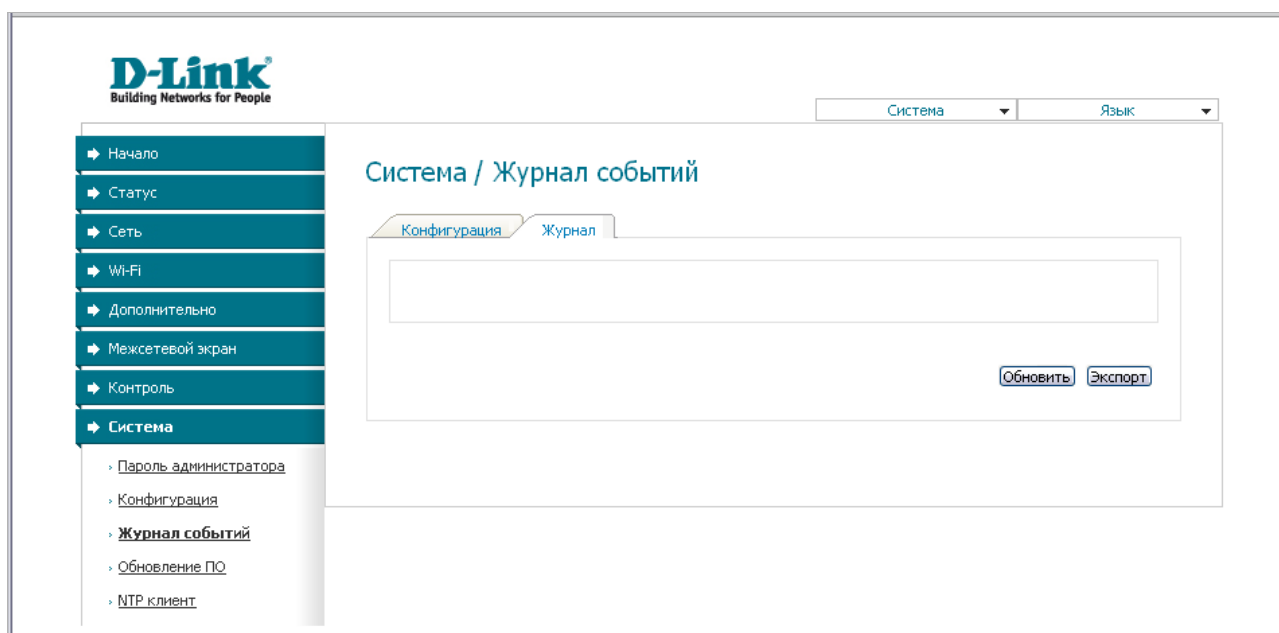 D-Link
Building Networks for People
Система Язык
Начало
Статус
Сеть
Wi-Fi
Дополнительно
Межсетевой экран
Контроль
Система
Пароль администратора
Конфигурация
Журнал событий
Обновление ПО
NTP клиент
Система / Журнал событий
Конфигурация Журнал
Обновить Экспорт